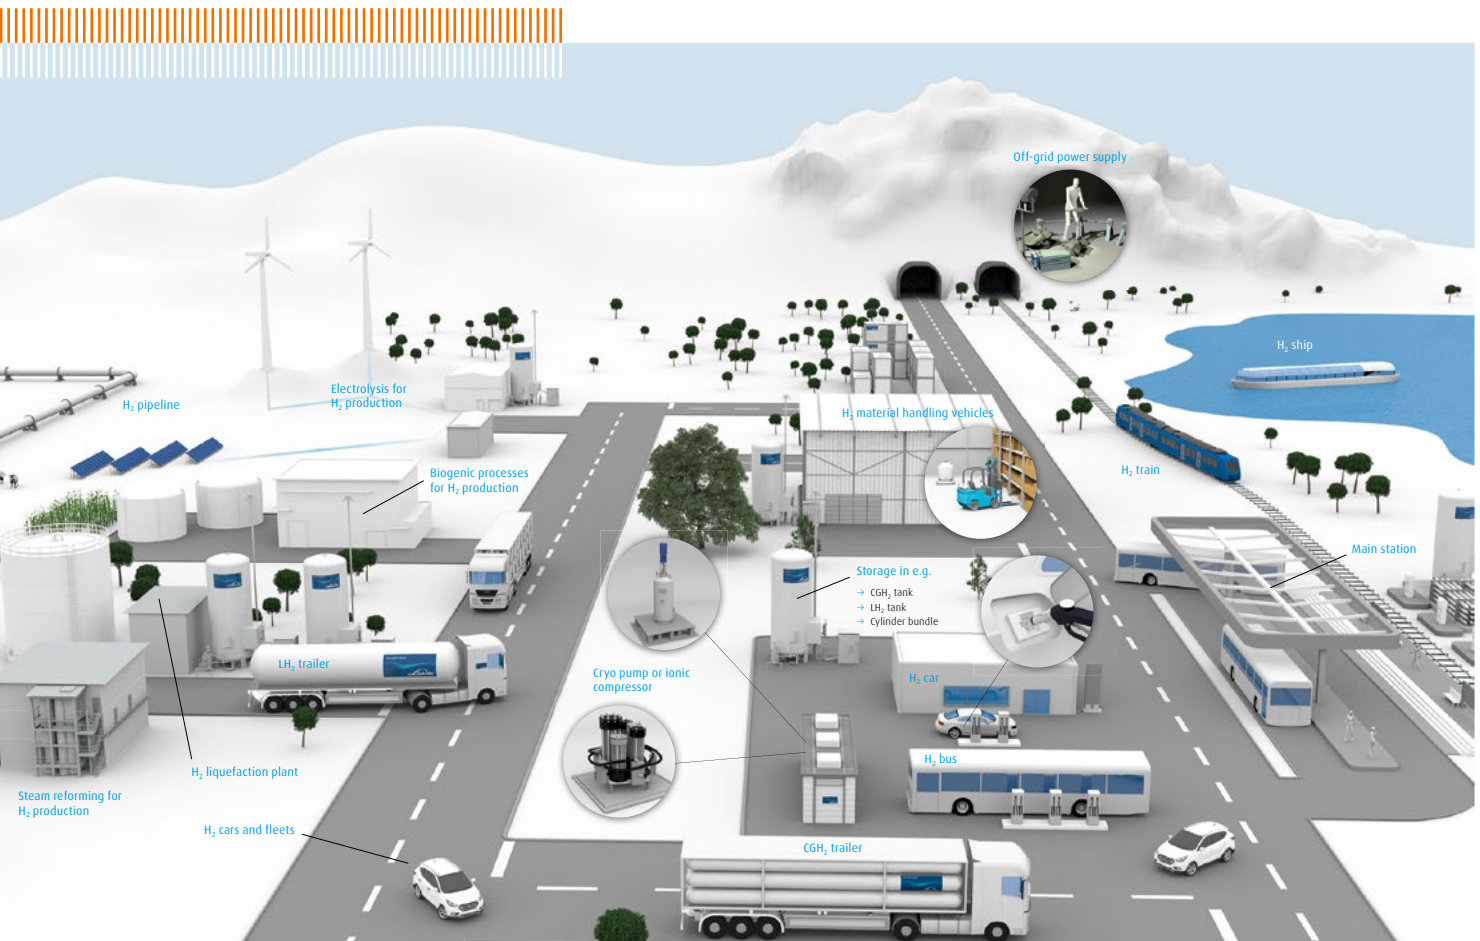 Off-grid power supply
H₂ ship
H₂ pipeline
Electrolysis for
H₂ production
H₂ material handling vehicles
Biogenic processes
for H₂ production
H₂ train
Main station
Storage in e.g.
→ CGH₂ tank
→ LH₂ tank
→ Cylinder bundle
LH₂ trailer
Cryo pump or ionic
compressor
H₂ car
H₂ bus
H₂ liquefaction plant
Steam reforming for
H₂ production
H₂ cars and fleets
CGH₂ trailer